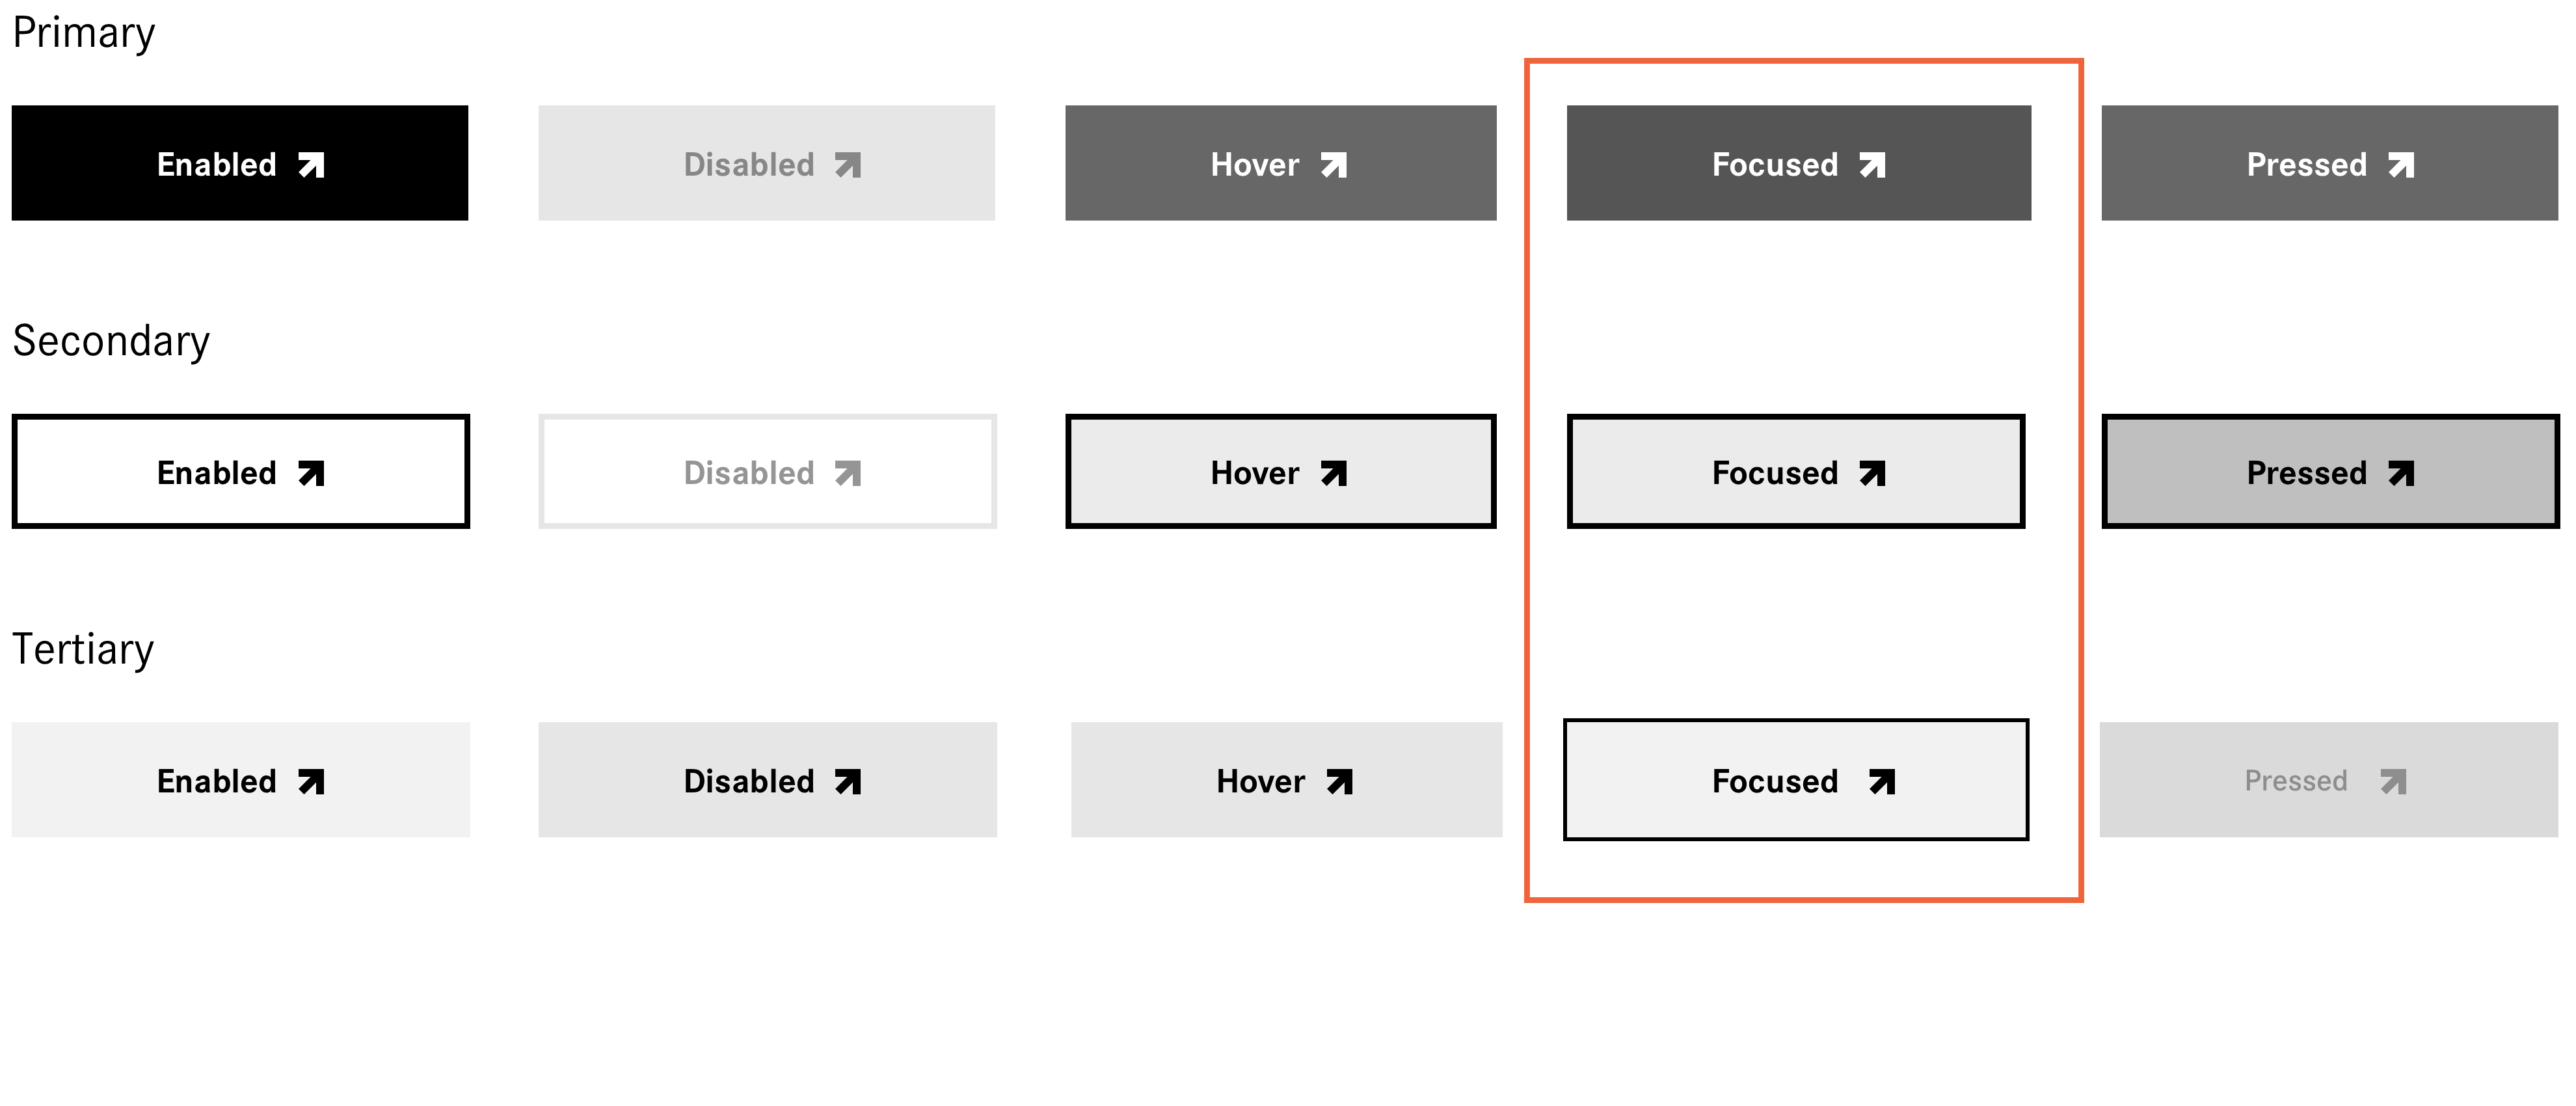 Primary
Enabled Disabled Hover Focused Pressed
Secondary
Enabled Disabled Hover Focused Pressed
Tertiary
Enabled Disabled Hover Focused Pressed